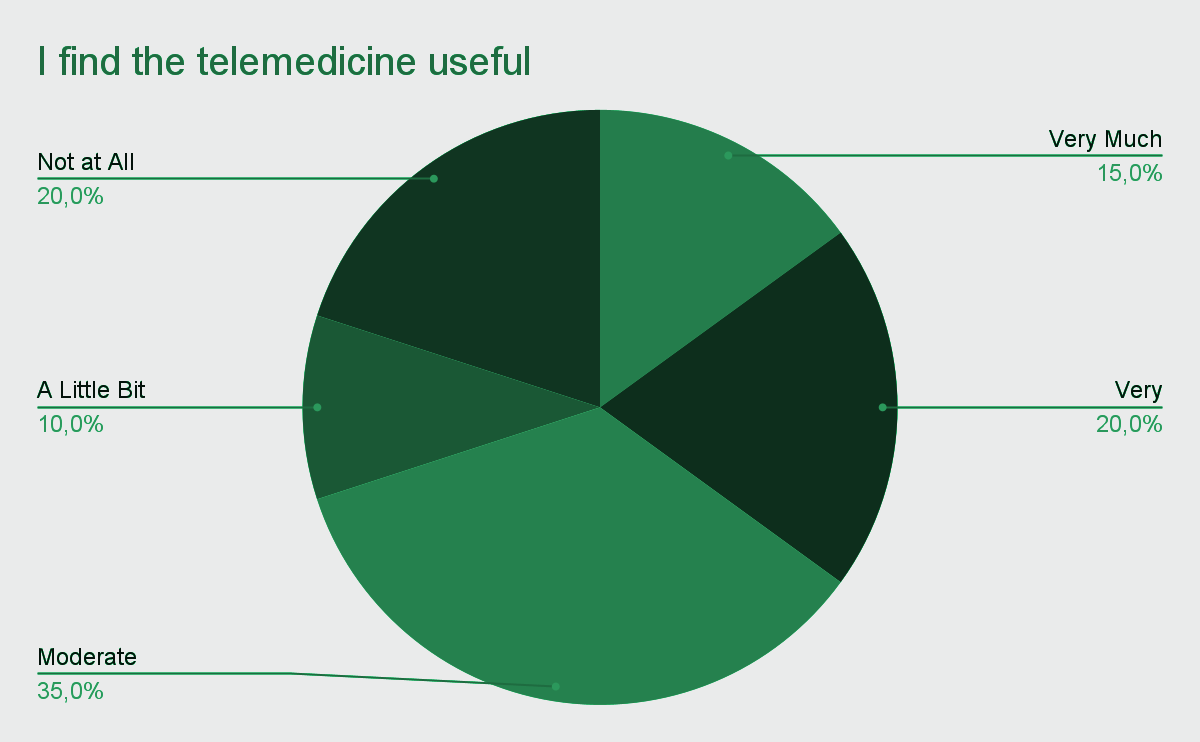 I find the telemedicine useful
Very Much
15,0%
Very
20,0%
Moderate
35,0%
A Little Bit
10,0%
Not at All
20,0%